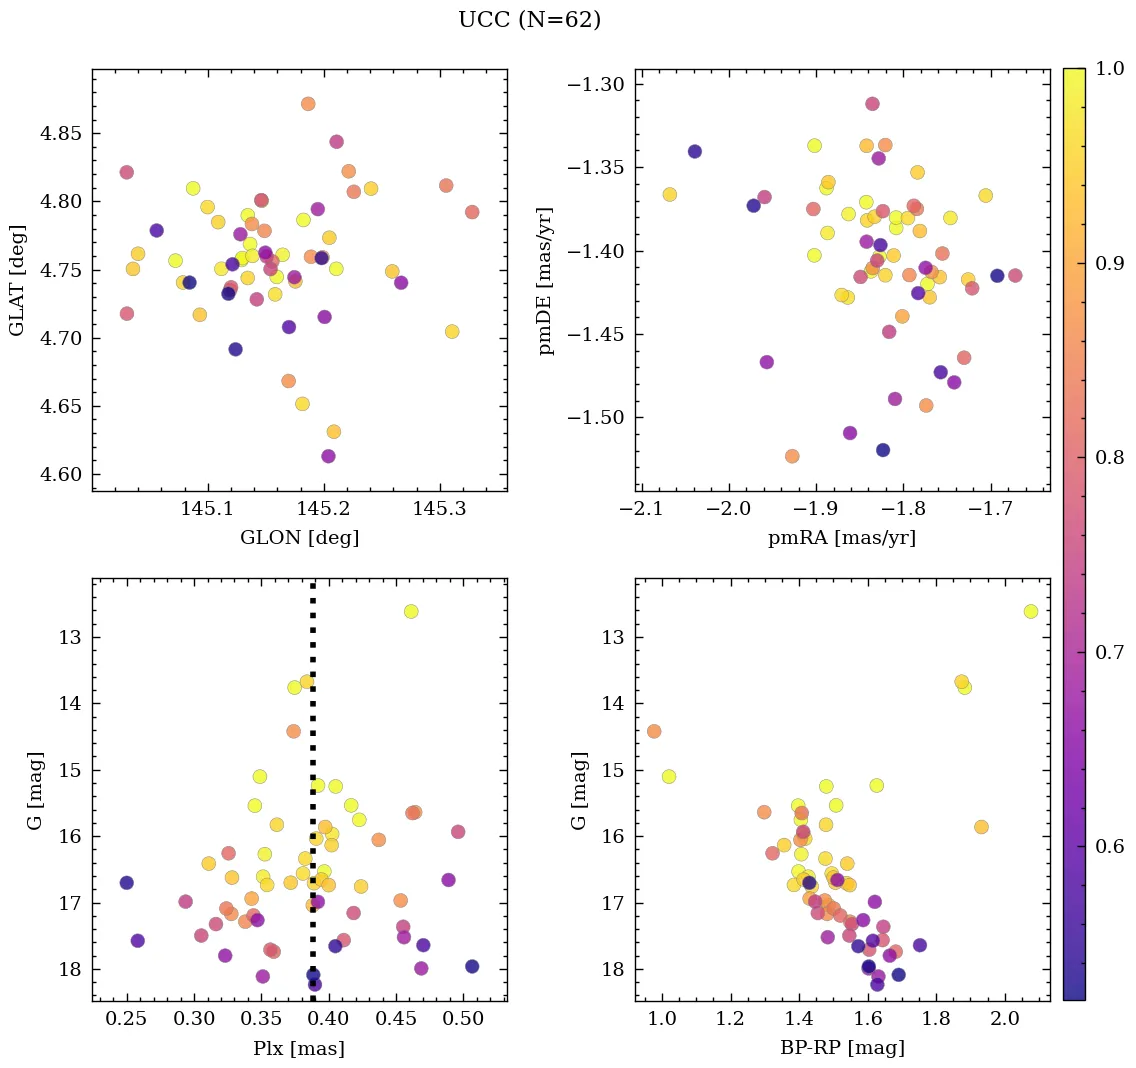 UCC (N=62)
4.85
4.80
4.75
4.70
4.65
4.60
GLAT [deg]
145.1 145.2 145.3
GLON [deg]
−1.30
−1.35
−1.40
−1.45
−1.50
pmDE [mas/yr]
−2.1 −2.0 −1.9 −1.8 −1.7
pmRA [mas/yr]
13
14
15
16
17
18
G [mag]
0.25 0.30 0.35 0.40 0.45 0.50
Plx [mas]
13
14
15
16
17
18
G [mag]
1.0 1.2 1.4 1.6 1.8 2.0
BP-RP [mag]
1.0
0.9
0.8
0.7
0.6